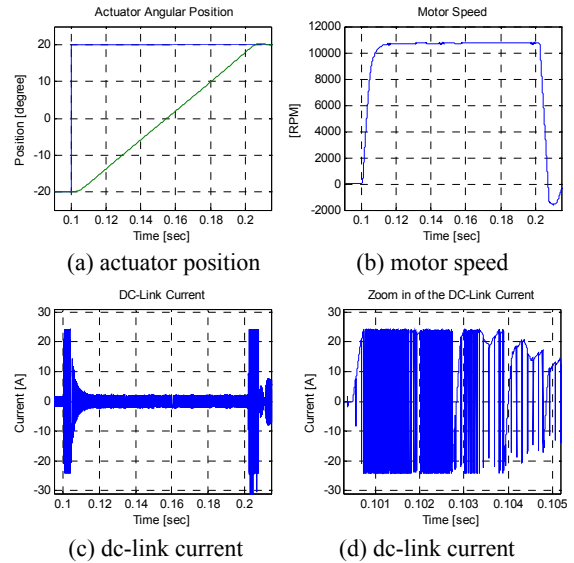 Actuator Angular Position
Position [degree]
20
10
0
-10
-20
0.1 0.12 0.14 0.16 0.18 0.2
Time [sec]
(a) actuator position
Motor Speed
[RPM]
12000
10000
8000
6000
4000
2000
0
-2000
0.1 0.12 0.14 0.16 0.18 0.2
Time [sec]
(b) motor speed
DC-Link Current
Current [A]
30
20
10
0
-10
-20
-30
0.1 0.12 0.14 0.16 0.18 0.2
Time [sec]
(c) dc-link current
Zoom in of the DC-Link Current
Current [A]
30
20
10
0
10
20
30
0.101 0.102 0.103 0.104 0.105
Time [sec]
(d) dc-link current